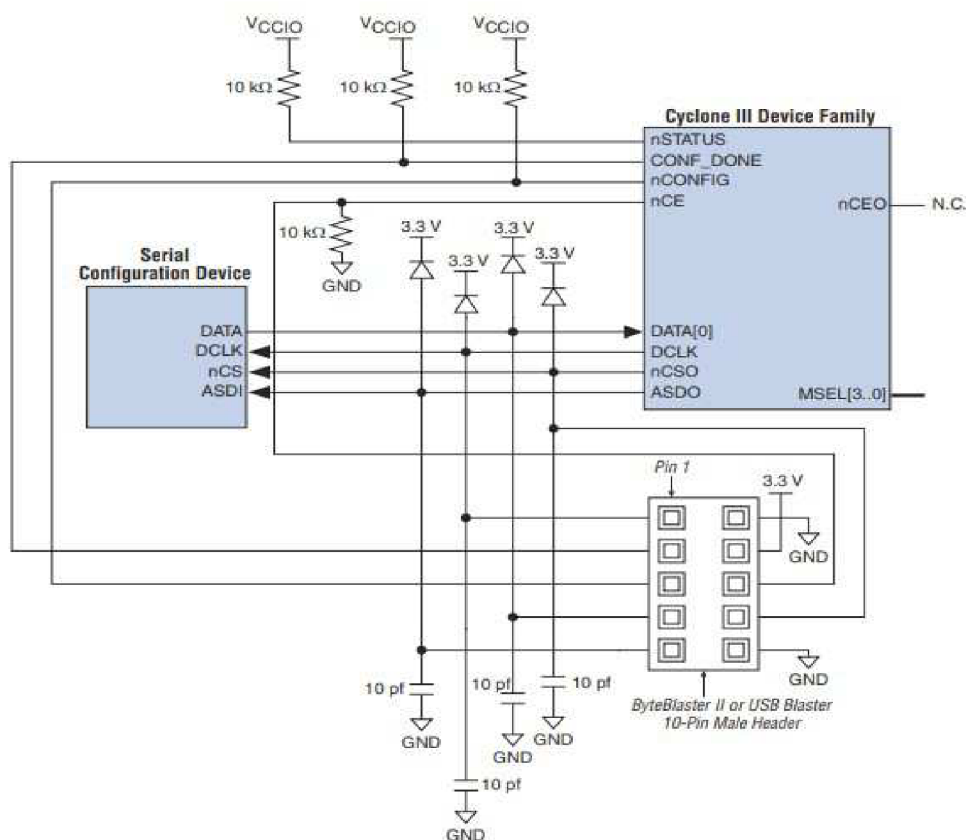 VCCIO
VCCIO
VCCIO
10 kΩ
10 kΩ
10 kΩ
Cyclone III Device Family
nSTATUS
CONF_DONE
nCONFIG
nCE
nCEO
N.C.
10 kΩ
GND
3.3 V
3.3 V
3.3 V
3.3 V
Serial
Configuration Device
DATA
DCLK
nCS
ASDI
DATA[0]
DCLK
nCSO
ASDO
MSEL[3..0]
Pin 1
3.3 V
GND
GND
10 pf
GND
10 pf
GND
10 pf
GND
10 pf
GND
ByteBlaster II or USB Blaster
10-Pin Male Header